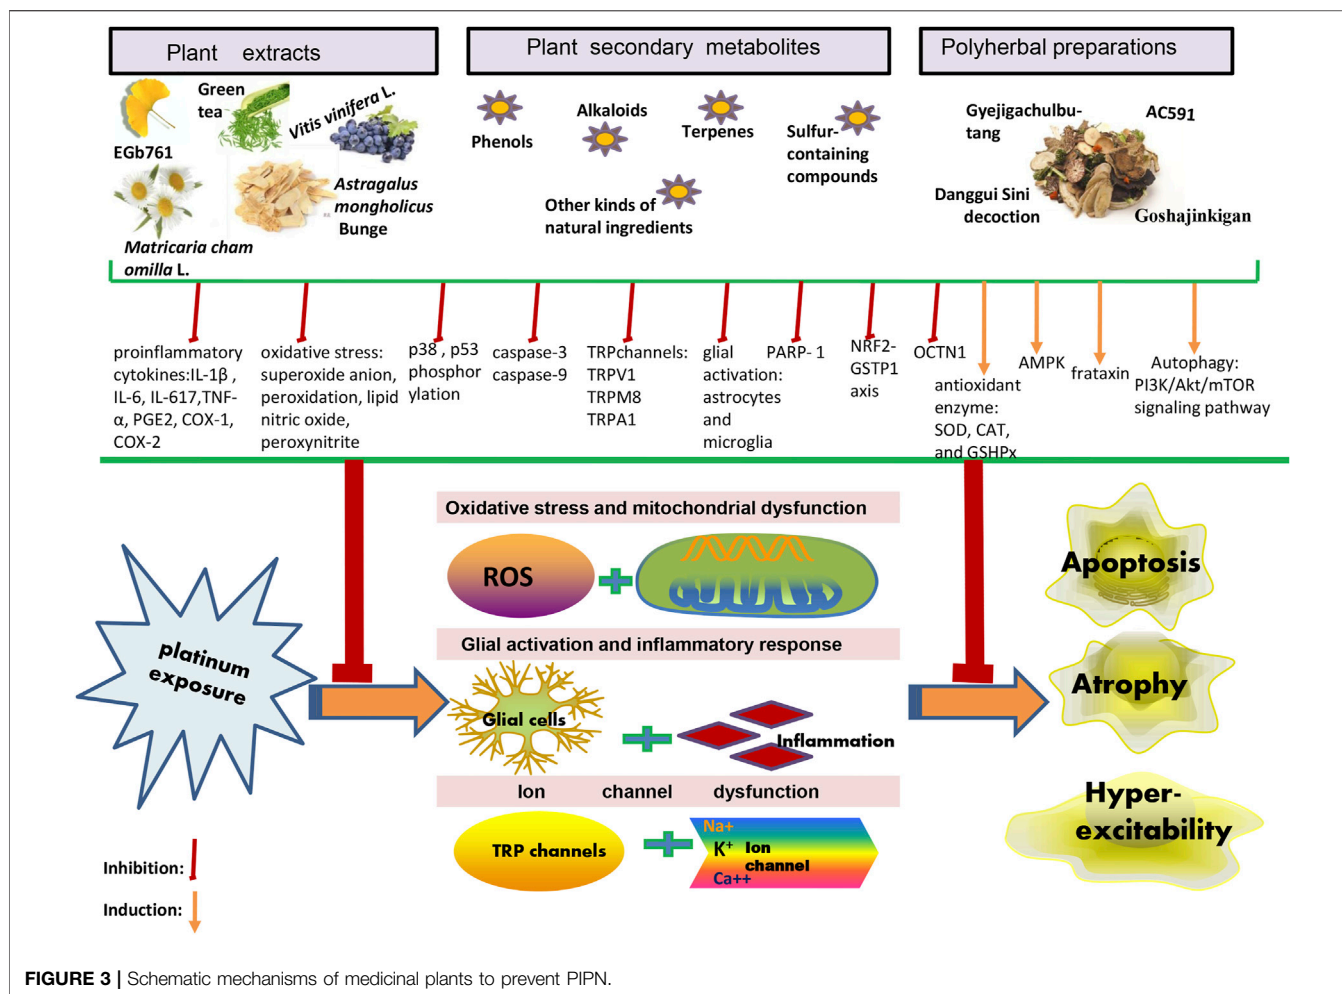 Plant extracts
Plant secondary metabolites
Polyherbal preparations
Green
tea
Vitis vinifera L.
EGb761
Astragalus
mongholicus
Bunge
Matricaria cham
omilla L.
Phenols
Alkaloids
Terpenes
Sulfur-
containing
compounds
Other kinds of
natural ingredients
Gyejigachulbu-
tang
AC591
Danggui Sini
decoction
Goshajinkigan
proinflammatory
cytokines:IL-1β ,
IL-6, IL-617,TNF-
α, PGE2, COX-1,
COX-2
oxidative stress:
superoxide anion,
peroxidation, lipid
nitric oxide,
peroxynitrite
p38 , p53
phosphor
ylation
caspase-3
caspase-9
TRPchannels:
TRPV1
TRPM8
TRPA1
glial
activation:
astrocytes
and
microglia
PARP- 1
NRF2-
GSTP1
axis
OCTN1
antioxidant
enzyme:
SOD, CAT,
and GSHPx
AMPK
frataxin
Autophagy:
PI3K/Akt/mTOR
signaling pathway
platinum
exposure
Oxidative stress and mitochondrial dysfunction
ROS
Glial activation and inflammatory response
Glial cells
Inflammation
Ion channel dysfunction
TRP channels
Na+
K+ Ion
channel
Ca++
Apoptosis
Atrophy
Hyper-
excitability
Inhibition:
Induction:
FIGURE 3 | Schematic mechanisms of medicinal plants to prevent PIPN.